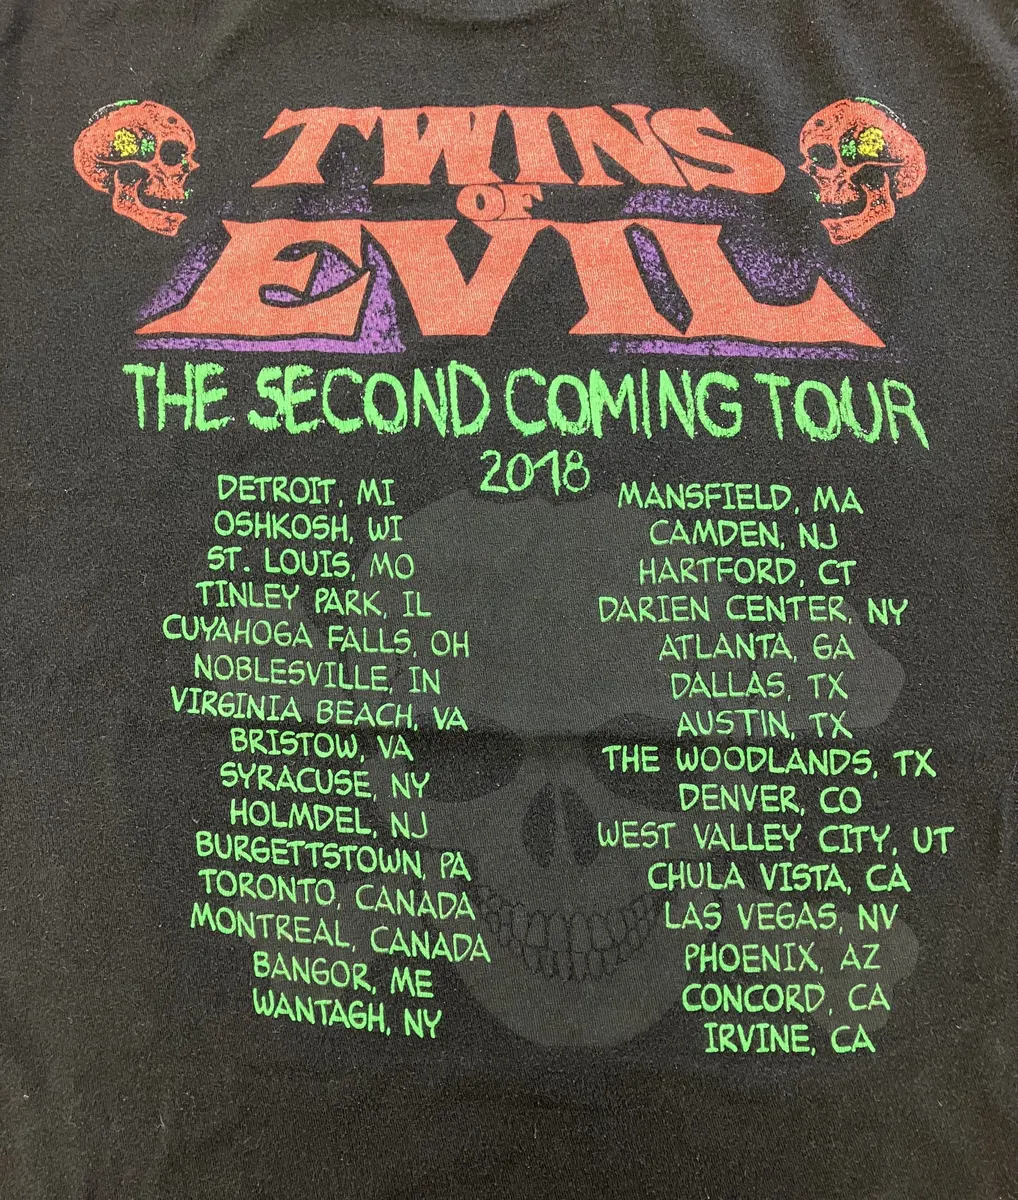 TWINS
OF
EVIL
THE SECOND COMING TOUR
2018
DETROIT, MI
OSHKOSH, WI
ST. LOUIS, MO
TINLEY PARK, IL
CUYAHOGA FALLS, OH
NOBLESVILLE, IN
VIRGINIA BEACH, VA
BRISTOW, VA
SYRACUSE, NY
HOLMDEL, NJ
BURGETTSTOWN, PA
TORONTO, CANADA
MONTREAL, CANADA
BANGOR, ME
WANTAGH, NY
MANSFIELD, MA
CAMDEN, NJ
HARTFORD, CT
DARIEN CENTER, NY
ATLANTA, GA
DALLAS, TX
AUSTIN, TX
THE WOODLANDS, TX
DENVER, CO
WEST VALLEY CITY, UT
CHULA VISTA, CA
LAS VEGAS, NV
PHOENIX, AZ
CONCORD, CA
IRVINE, CA